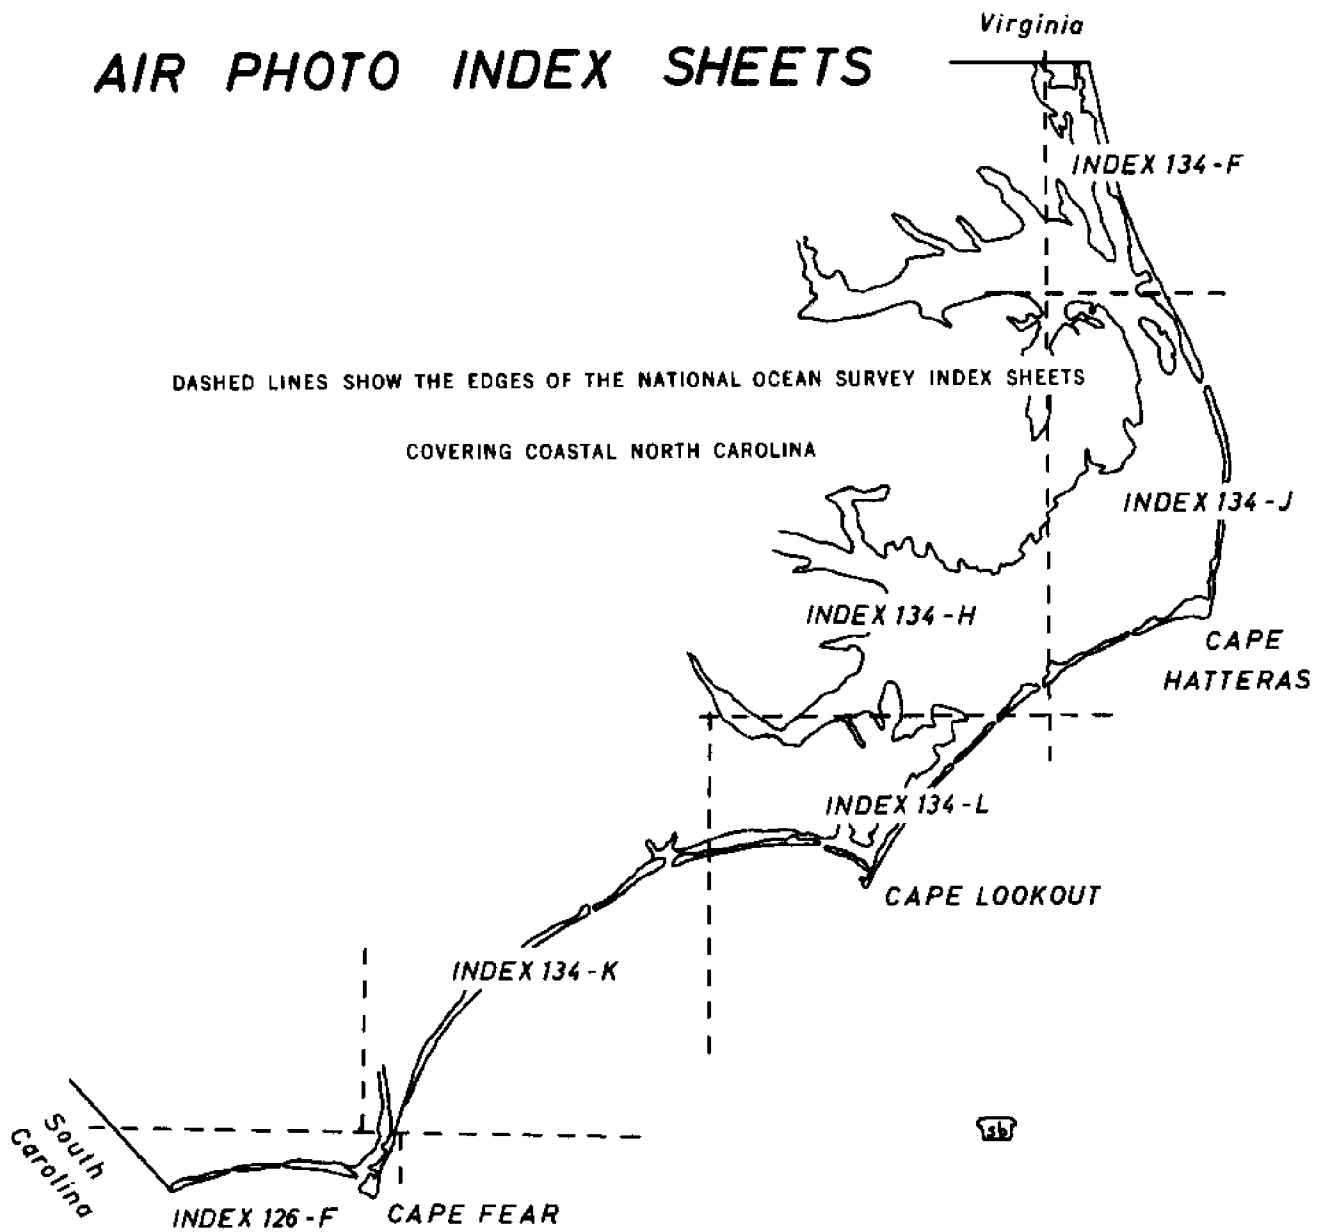 Virginia
AIR PHOTO INDEX SHEETS
INDEX 134-F
DASHED LINES SHOW THE EDGES OF THE NATIONAL OCEAN SURVEY INDEX SHEETS
COVERING COASTAL NORTH CAROLINA
INDEX 134-J
INDEX 134-H
CAPE
HATTERAS
INDEX 134-L
CAPE LOOKOUT
INDEX 134-K
South
Carolina
sb
INDEX 126-F
CAPE FEAR